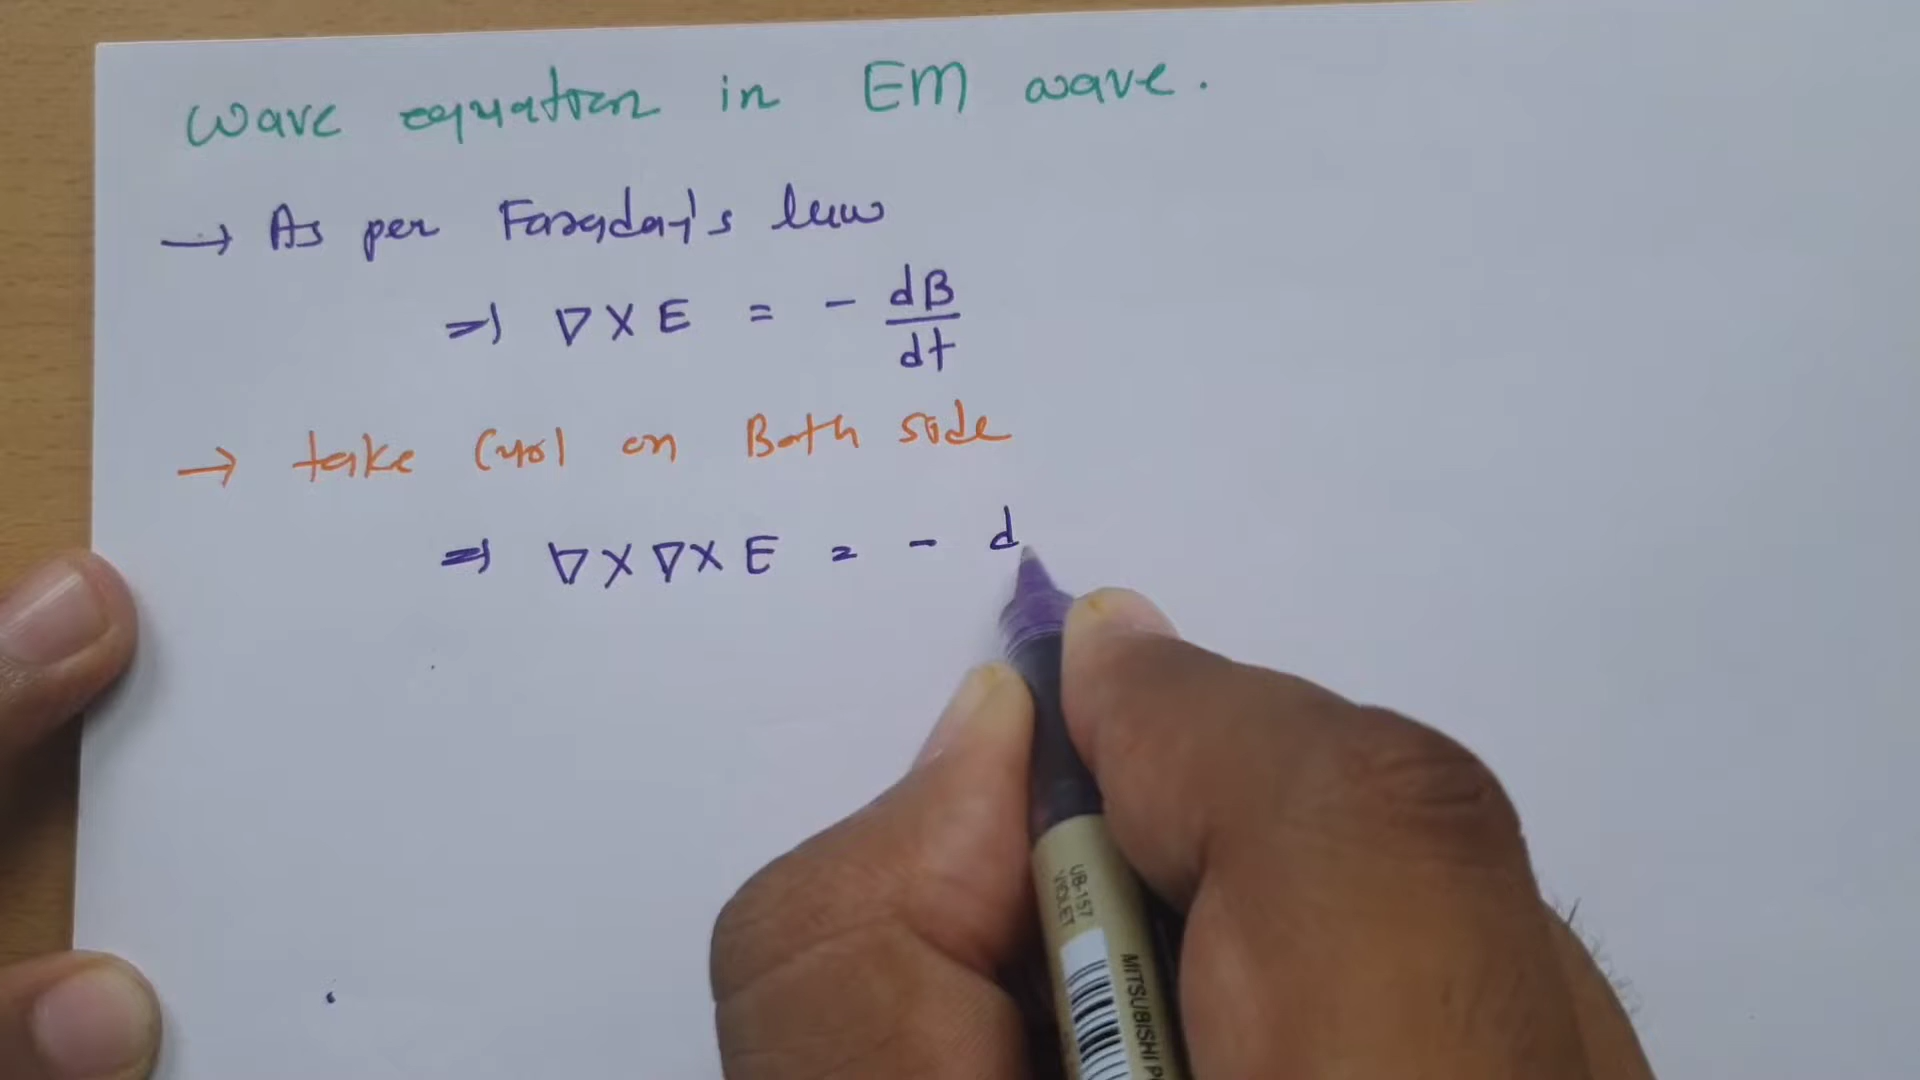 Wave equation in EM wave.
→ As per Faraday's law
⇒ ∇ X E = - dB/dt
→ take Curl on Both side
⇒ ∇ X ∇ X E = - d
UB-157
VIOLET
MITSUBISHI P